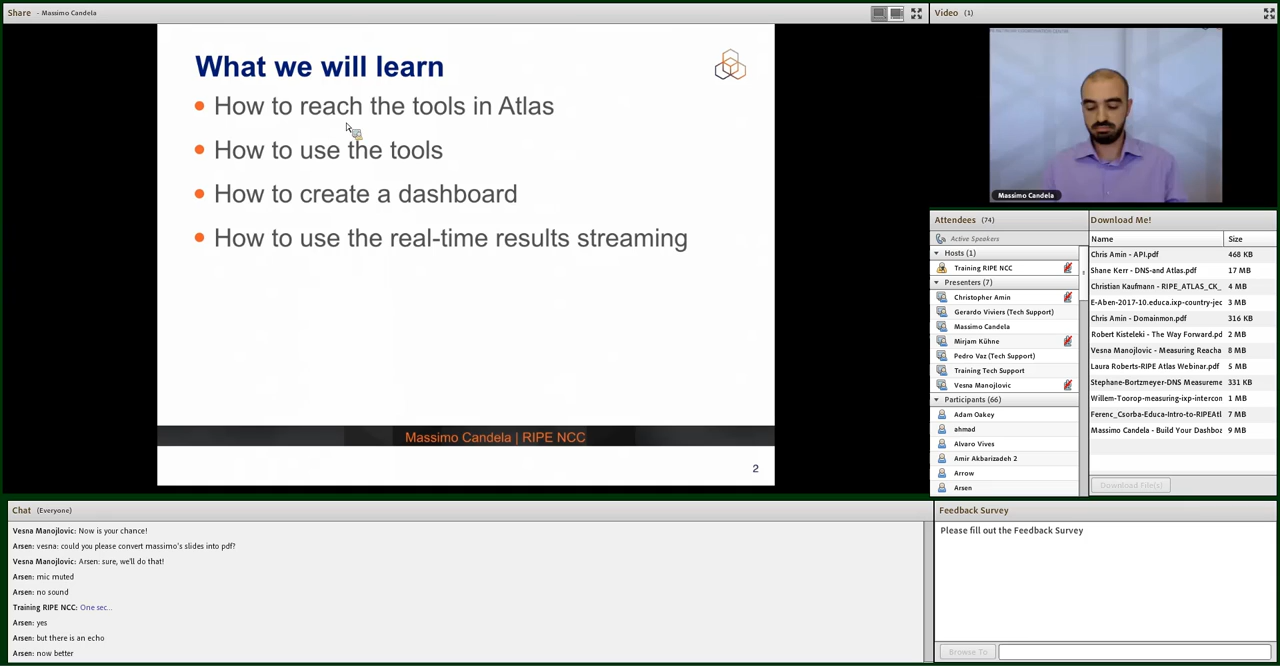 Share - Massimo Candela
What we will learn
How to reach the tools in Atlas
How to use the tools
How to create a dashboard
How to use the real-time results streaming
Massimo Candela | RIPE NCC
2
Video (1)
Massimo Candela
Attendees (74)
Active Speakers
Hosts (1)
Training RIPE NCC
Presenters (7)
Christopher Amin
Gerardo Viviers (Tech Support)
Massimo Candela
Mirjam Kühne
Pedro Vaz (Tech Support)
Training Tech Support
Vesna Manojlovic
Participants (66)
Adam Oakey
ahmad
Alvaro Vives
Amir Akbarizadeh 2
Arrow
Arsen
Download Me!
Name Size
Chris Amin - API.pdf 468 KB
Shane Kerr - DNS-and Atlas.pdf 17 MB
Christian Kaufmann - RIPE_ATLAS_CK_ 4 MB
E-Aben-2017-10.educa.ixp-country-jec 3 MB
Chris Amin - Domainmon.pdf 316 KB
Robert Kisteleki - The Way Forward.pd 2 MB
Vesna Manojlovic - Measuring Reacha 8 MB
Laura Roberts-RIPE Atlas Webinar.pdf 5 MB
Stephane-Bortzmeyer-DNS Measureme 331 KB
Willem-Toorop-measuring-ixp-intercon 1 MB
Ferenc_Csorba-Educa-Intro-to-RIPEAtl 7 MB
Massimo Candela - Build Your Dashboa 9 MB
Download File(s)
Chat (Everyone)
Vesna Manojlovic: Now is your chance!
Arsen: vesna: could you please convert massimo's slides into pdf?
Vesna Manojlovic: Arsen: sure, we'll do that!
Arsen: mic muted
Arsen: no sound
Training RIPE NCC: One sec...
Arsen: yes
Arsen: but there is an echo
Arsen: now better
Feedback Survey
Please fill out the Feedback Survey
Browse To